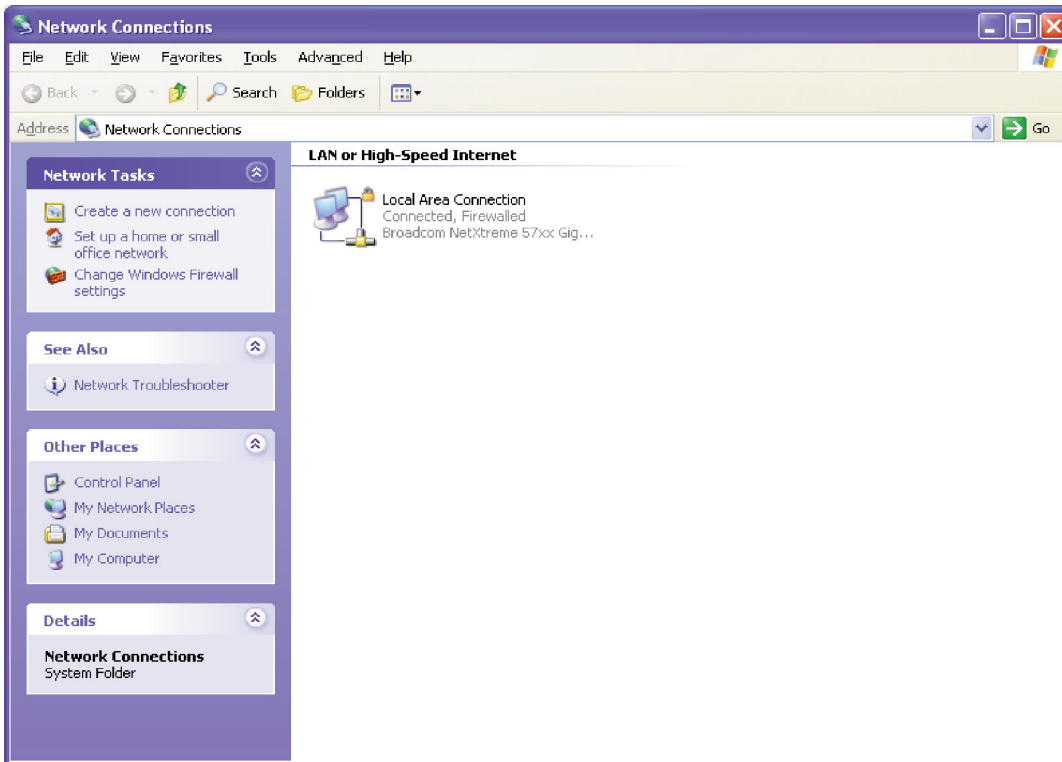 Network Connections
File Edit View Favorites Tools Advanced Help
Back Search Folders
Address Network Connections Go
Network Tasks
Create a new connection
Set up a home or small
office network
Change Windows Firewall
settings
See Also
Network Troubleshooter
Other Places
Control Panel
My Network Places
My Documents
My Computer
Details
Network Connections
System Folder
LAN or High-Speed Internet
Local Area Connection
Connected, Firewalled
Broadcom NetXtreme 57xx Gig...